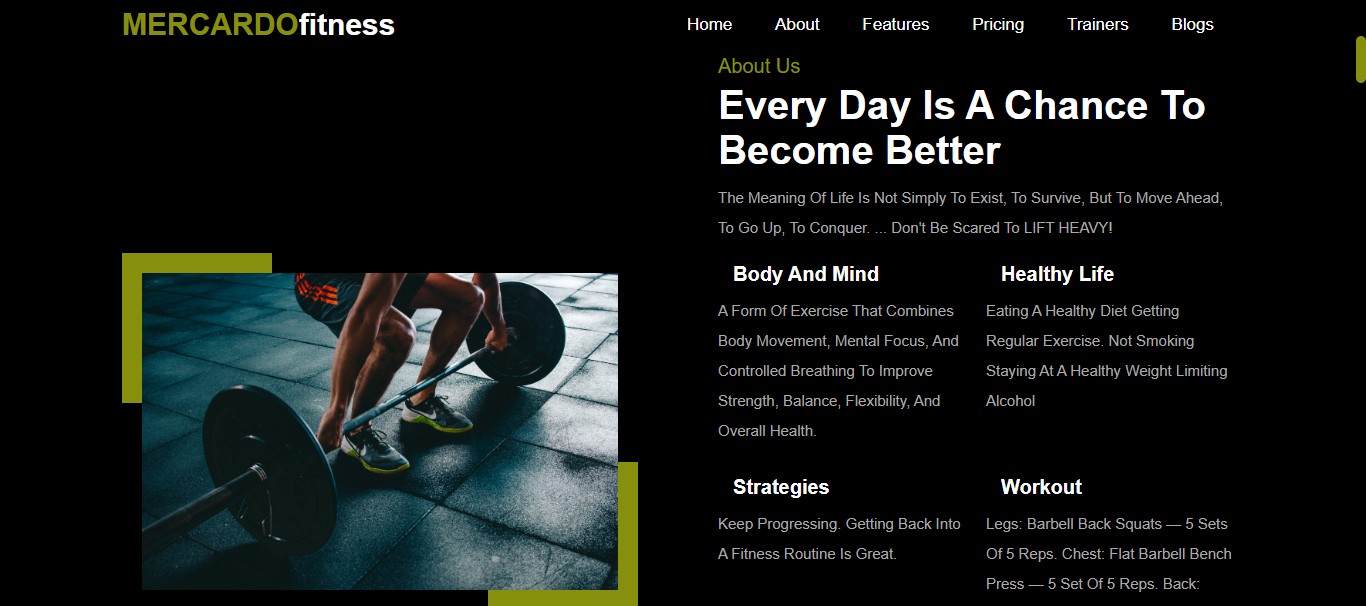 MERCARDOfitness
Home About Features Pricing Trainers Blogs
About Us
Every Day Is A Chance To
Become Better
The Meaning Of Life Is Not Simply To Exist, To Survive, But To Move Ahead,
To Go Up, To Conquer. ... Don't Be Scared To LIFT HEAVY!
Body And Mind
A Form Of Exercise That Combines
Body Movement, Mental Focus, And
Controlled Breathing To Improve
Strength, Balance, Flexibility, And
Overall Health.
Healthy Life
Eating A Healthy Diet Getting
Regular Exercise. Not Smoking
Staying At A Healthy Weight Limiting
Alcohol
Strategies
Keep Progressing. Getting Back Into
A Fitness Routine Is Great.
Workout
Legs: Barbell Back Squats — 5 Sets
Of 5 Reps. Chest: Flat Barbell Bench
Press — 5 Set Of 5 Reps. Back: